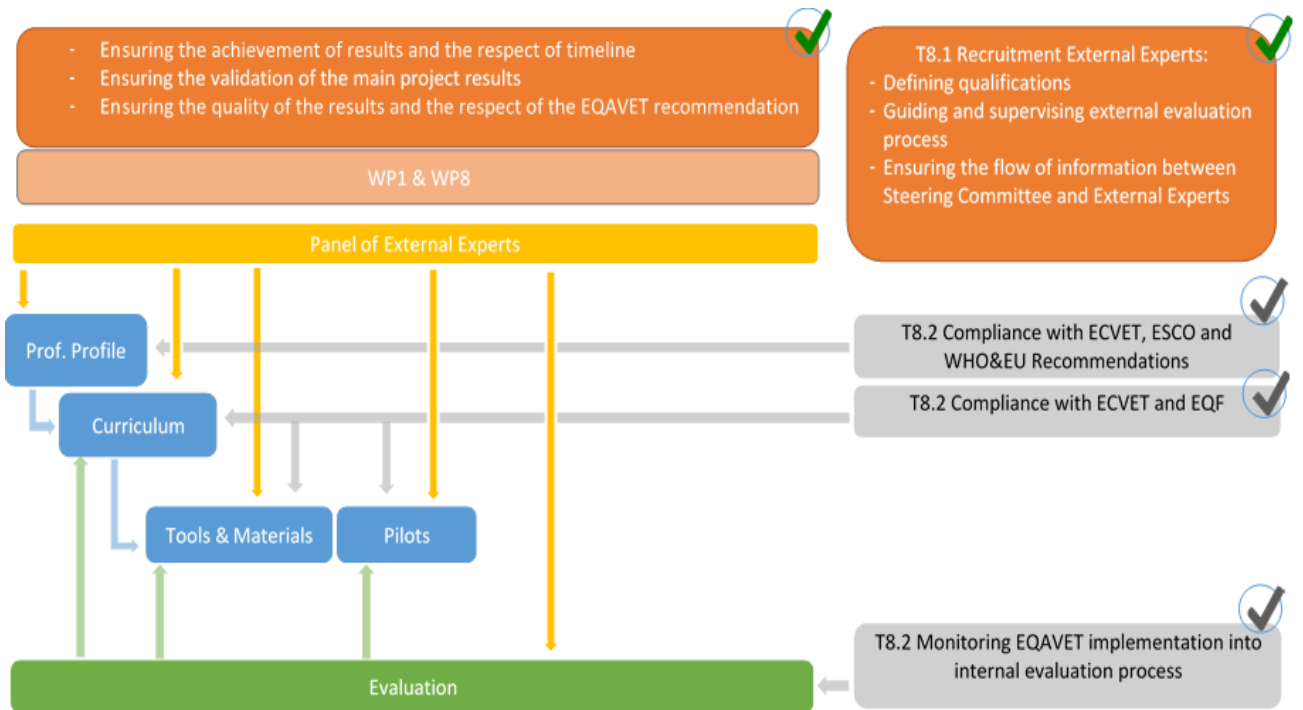 - Ensuring the achievement of results and the respect of timeline
- Ensuring the validation of the main project results
- Ensuring the quality of the results and the respect of the EQAVET recommendation
WP1 & WP8
Panel of External Experts
T8.1 Recruitment External Experts:
- Defining qualifications
- Guiding and supervising external evaluation
process
- Ensuring the flow of information between
Steering Committee and External Experts
Prof. Profile
T8.2 Compliance with ECVET, ESCO and
WHO&EU Recommendations
Curriculum
T8.2 Compliance with ECVET and EQF
Tools & Materials
Pilots
T8.2 Monitoring EQAVET implementation into
internal evaluation process
Evaluation